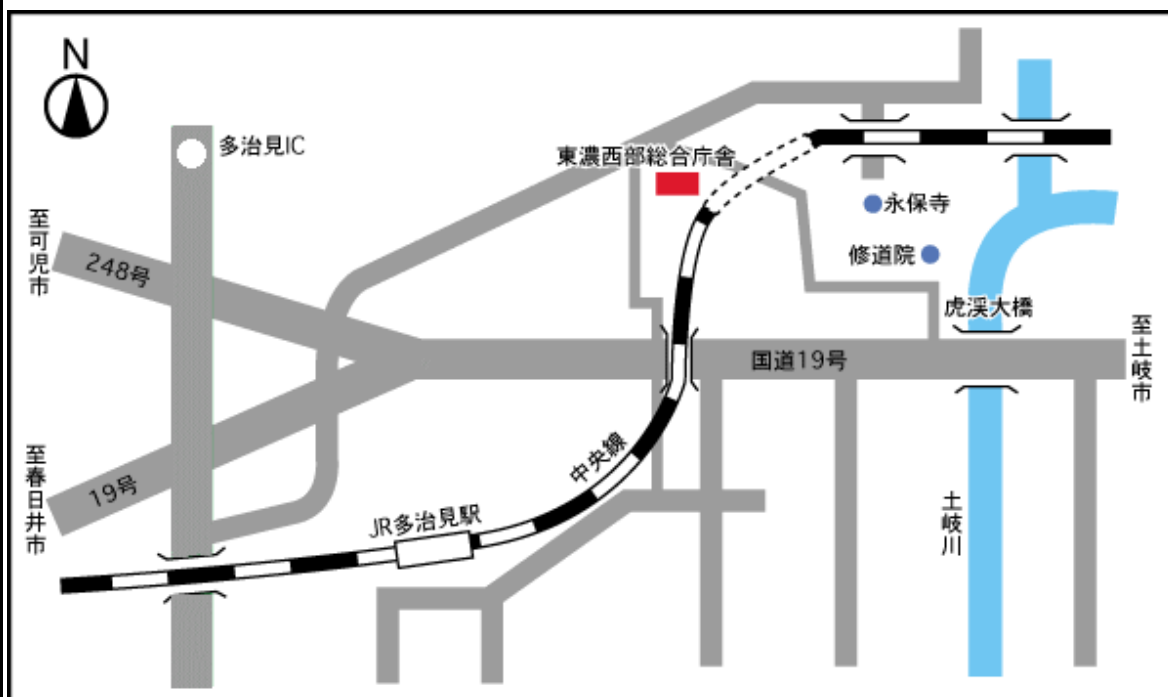 N
多治見IC
東濃西部総合庁舎
永保寺
至可児市
248号
修道院
虎渓大橋
至土岐市
国道19号
至春日井市
19号
中央線
JR多治見駅
土岐川